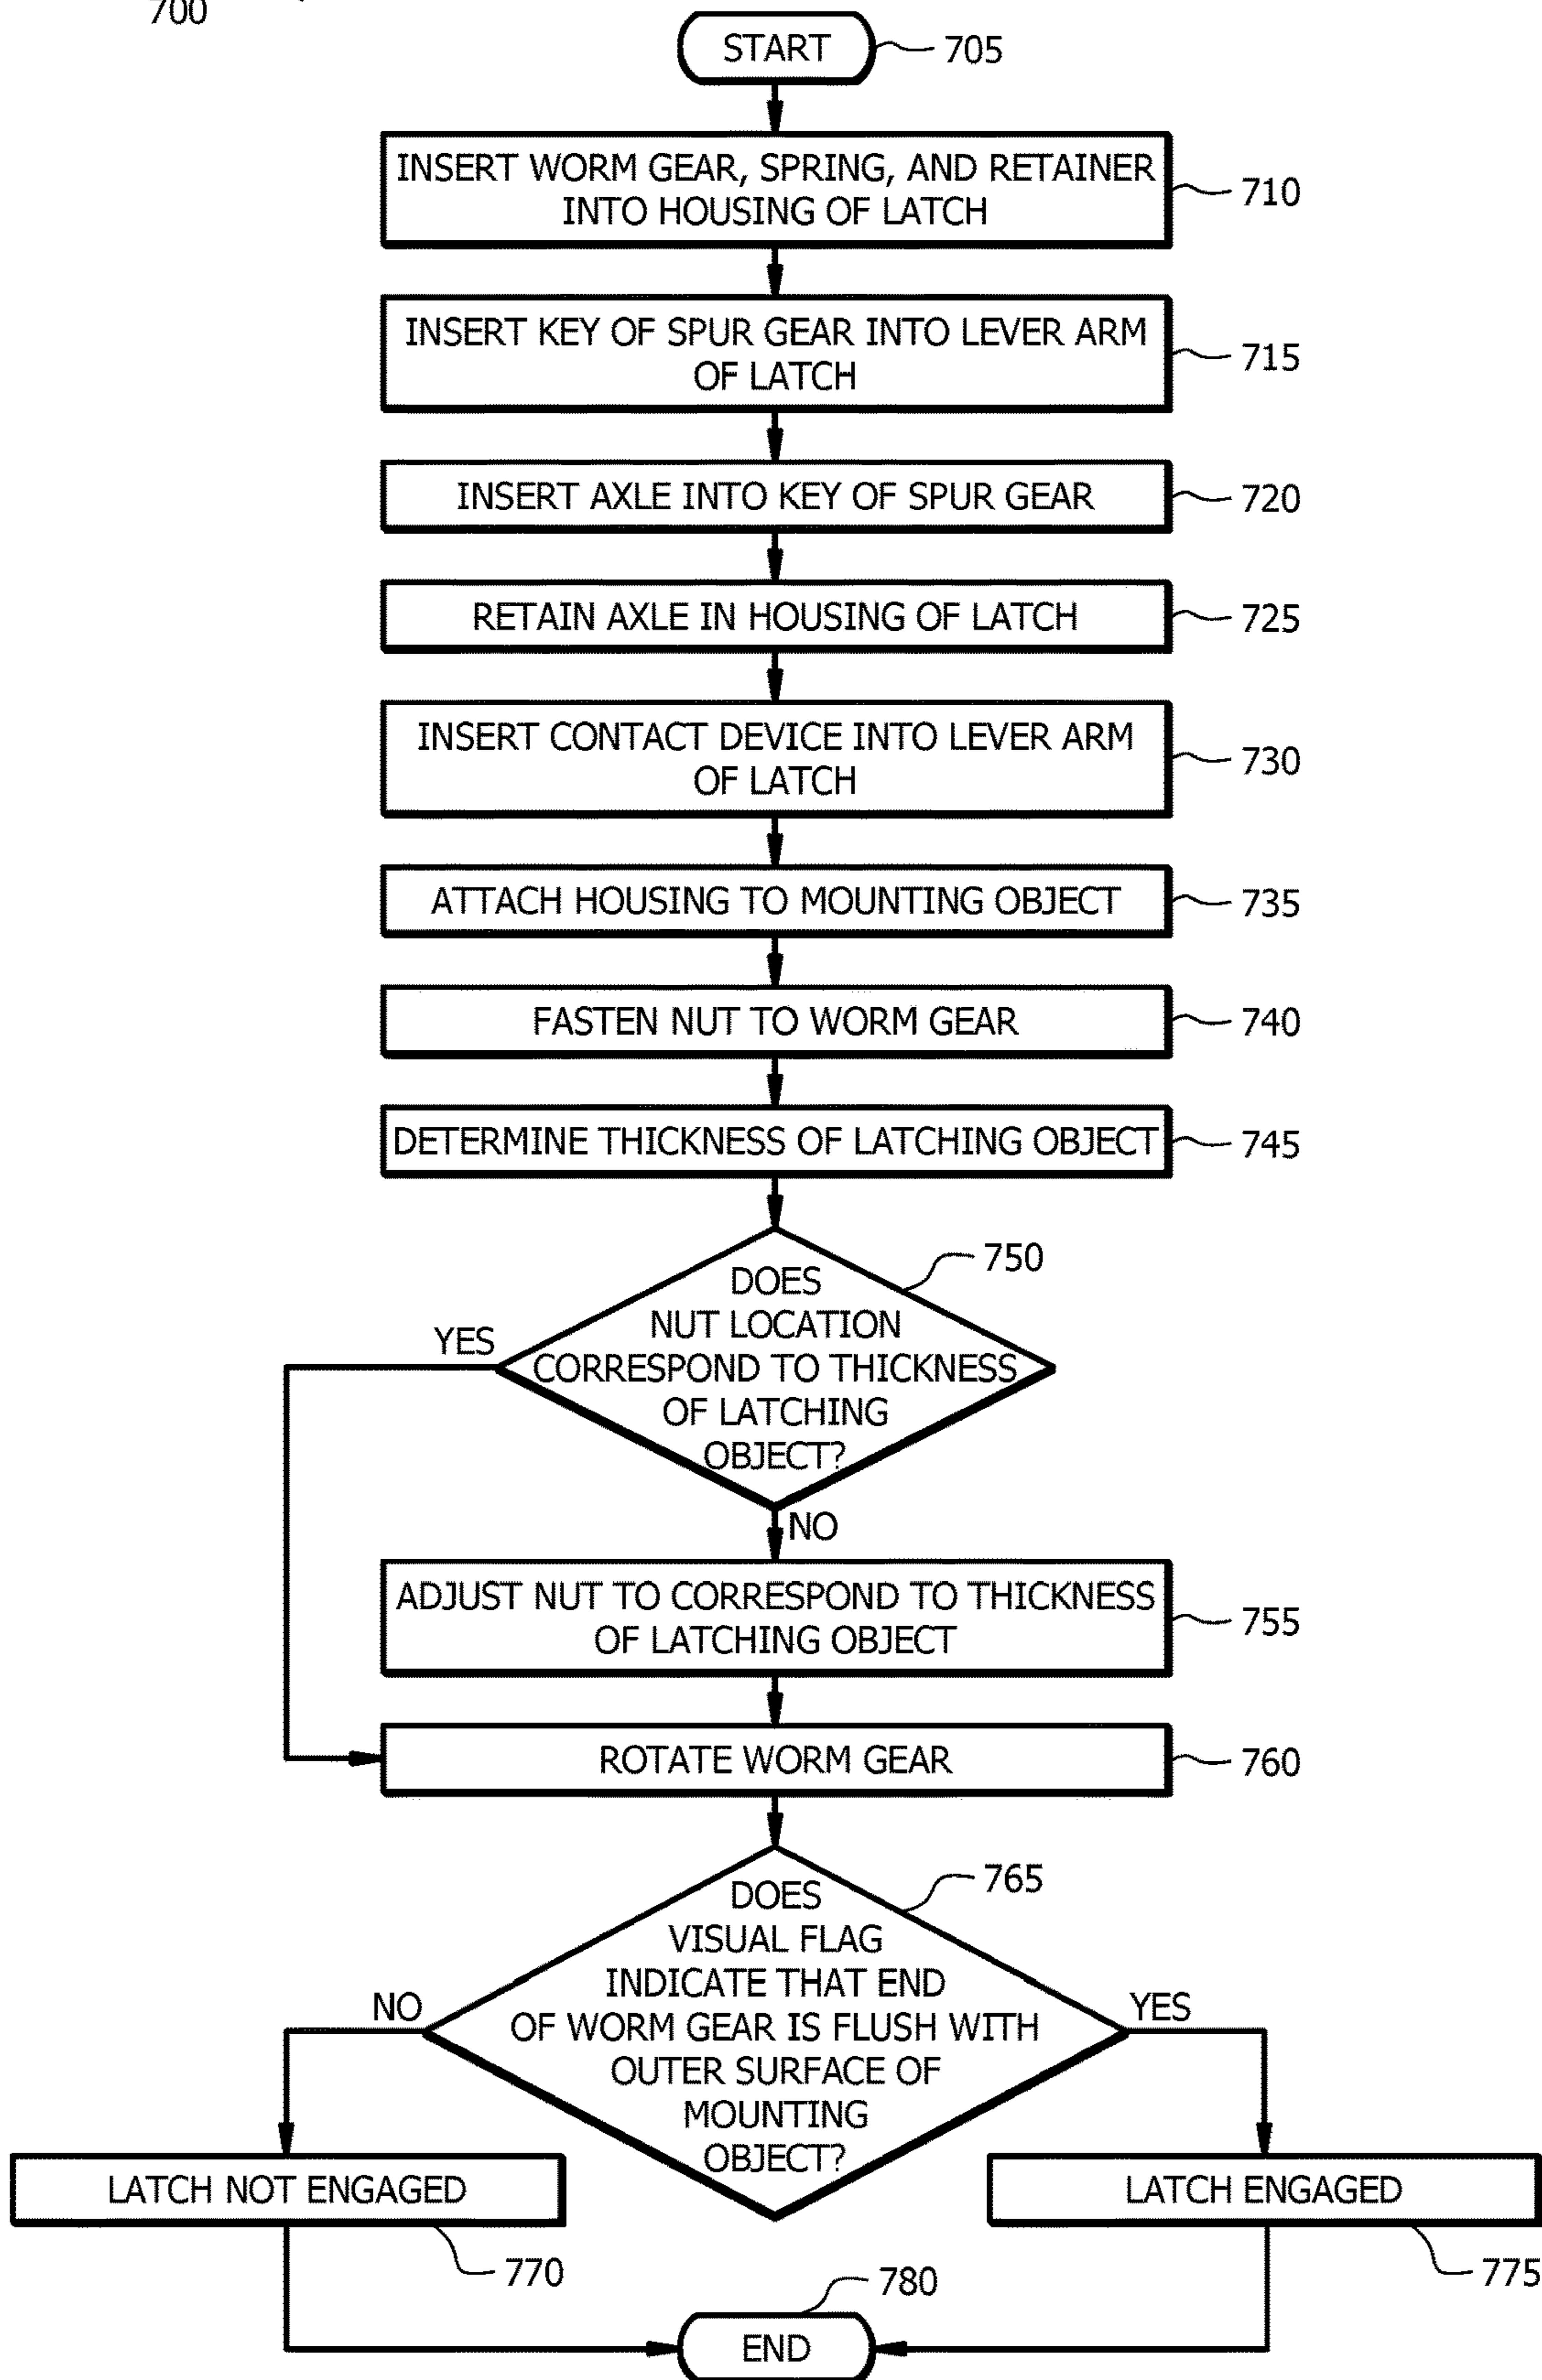 700
START
705
INSERT WORM GEAR, SPRING, AND RETAINER
INTO HOUSING OF LATCH
710
INSERT KEY OF SPUR GEAR INTO LEVER ARM
OF LATCH
715
INSERT AXLE INTO KEY OF SPUR GEAR
720
RETAIN AXLE IN HOUSING OF LATCH
725
INSERT CONTACT DEVICE INTO LEVER ARM
OF LATCH
730
ATTACH HOUSING TO MOUNTING OBJECT
735
FASTEN NUT TO WORM GEAR
740
DETERMINE THICKNESS OF LATCHING OBJECT
745
750
DOES
NUT LOCATION
CORRESPOND TO THICKNESS
OF LATCHING
OBJECT?
YES
NO
ADJUST NUT TO CORRESPOND TO THICKNESS
OF LATCHING OBJECT
755
ROTATE WORM GEAR
760
765
DOES
VISUAL FLAG
INDICATE THAT END
OF WORM GEAR IS FLUSH WITH
OUTER SURFACE OF
MOUNTING
OBJECT?
NO
YES
LATCH NOT ENGAGED
770
LATCH ENGAGED
775
780
END